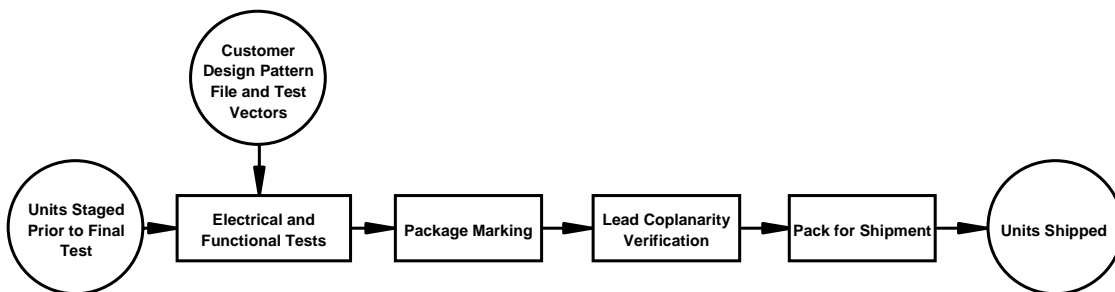 Customer
Design Pattern
File and Test
Vectors
Units Staged
Prior to Final
Test
Electrical and
Functional Tests
Package Marking
Lead Coplanarity
Verification
Pack for Shipment
Units Shipped